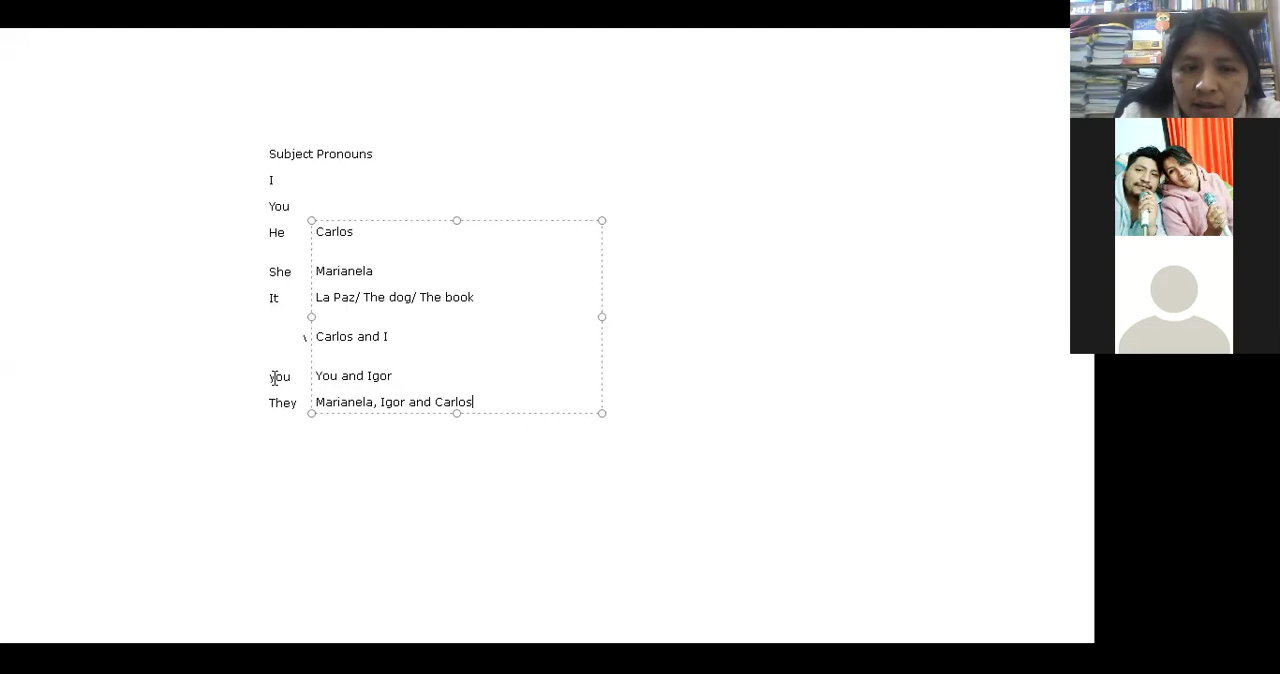 Subject Pronouns
I
You
He Carlos
She Marianela
It La Paz/ The dog/ The book
Carlos and I
you You and Igor
They Marianela, Igor and Carlos